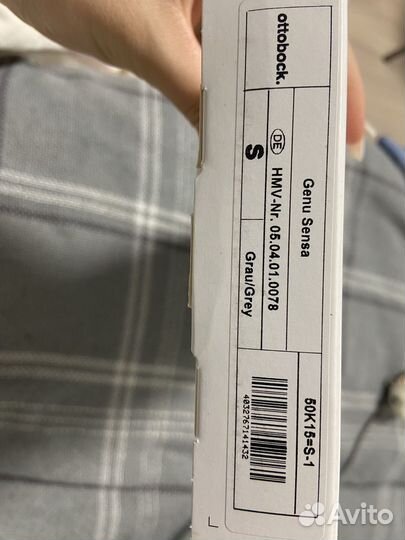 ottobock.
Genu Sensa
DE HMV-Nr. 05.04.01.0078
S
Grau/Grey
50K15=S-1
4032767141432
Avito